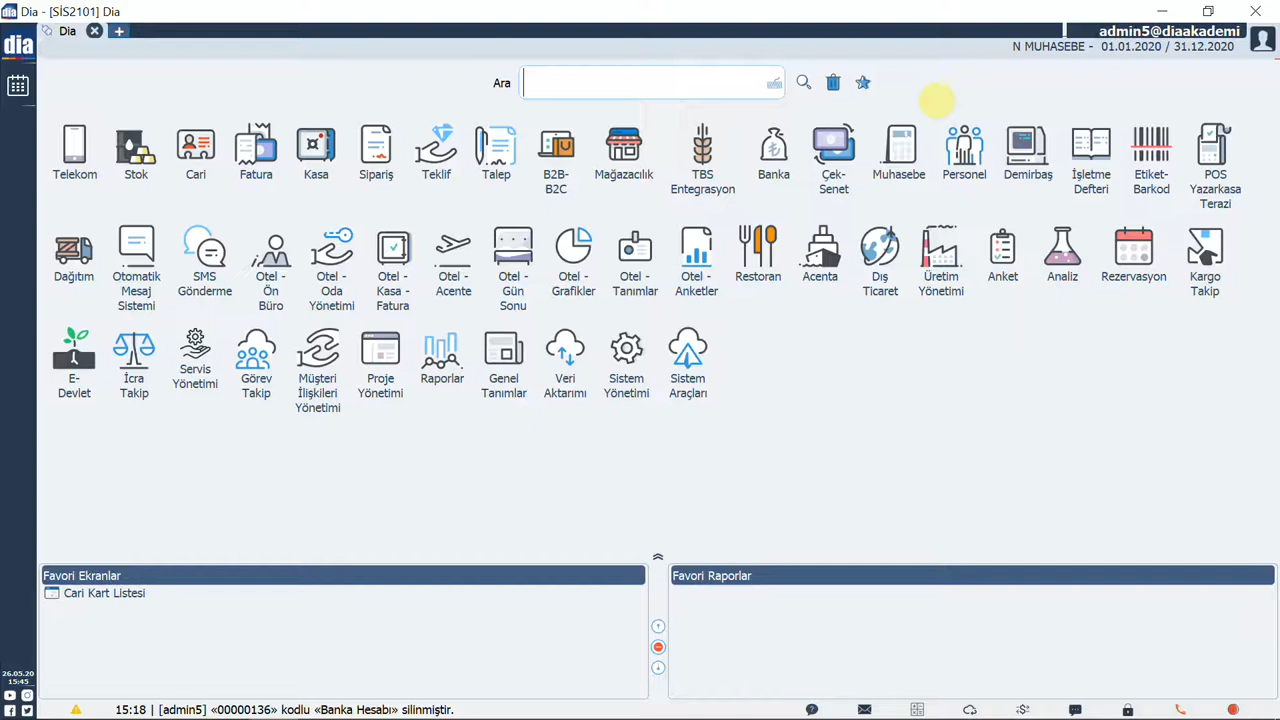 Dia - [SİS2101] Dia
dia
Dia
admin5@diaakademi
N MUHASEBE - 01.01.2020 / 31.12.2020
Ara
Telekom
Stok
Cari
Fatura
Kasa
Sipariş
Teklif
Talep
B2B-
B2C
Mağazacılık
TBS
Entegrasyon
Banka
Çek-
Senet
Muhasebe
Personel
Demirbaş
İşletme
Defteri
Etiket-
Barkod
POS
Yazarkasa
Terazi
Dağıtım
Otomatik
Mesaj
Sistemi
SMS
Gönderme
Otel -
Ön
Büro
Otel -
Oda
Yönetimi
Otel -
Kasa -
Fatura
Otel -
Acente
Otel -
Gün
Sonu
Otel -
Grafikler
Otel -
Tanımlar
Otel -
Anketler
Restoran
Acenta
Dış
Ticaret
Üretim
Yönetimi
Anket
Analiz
Rezervasyon
Kargo
Takip
E-
Devlet
İcra
Takip
Servis
Yönetimi
Görev
Takip
Müşteri
İlişkileri
Yönetimi
Proje
Yönetimi
Raporlar
Genel
Tanımlar
Veri
Aktarımı
Sistem
Yönetimi
Sistem
Araçları
Favori Ekranlar
Cari Kart Listesi
Favori Raporlar
26.05.20
15:45
15:18 | [admin5] «00000136» kodlu «Banka Hesabı» silinmiştir.